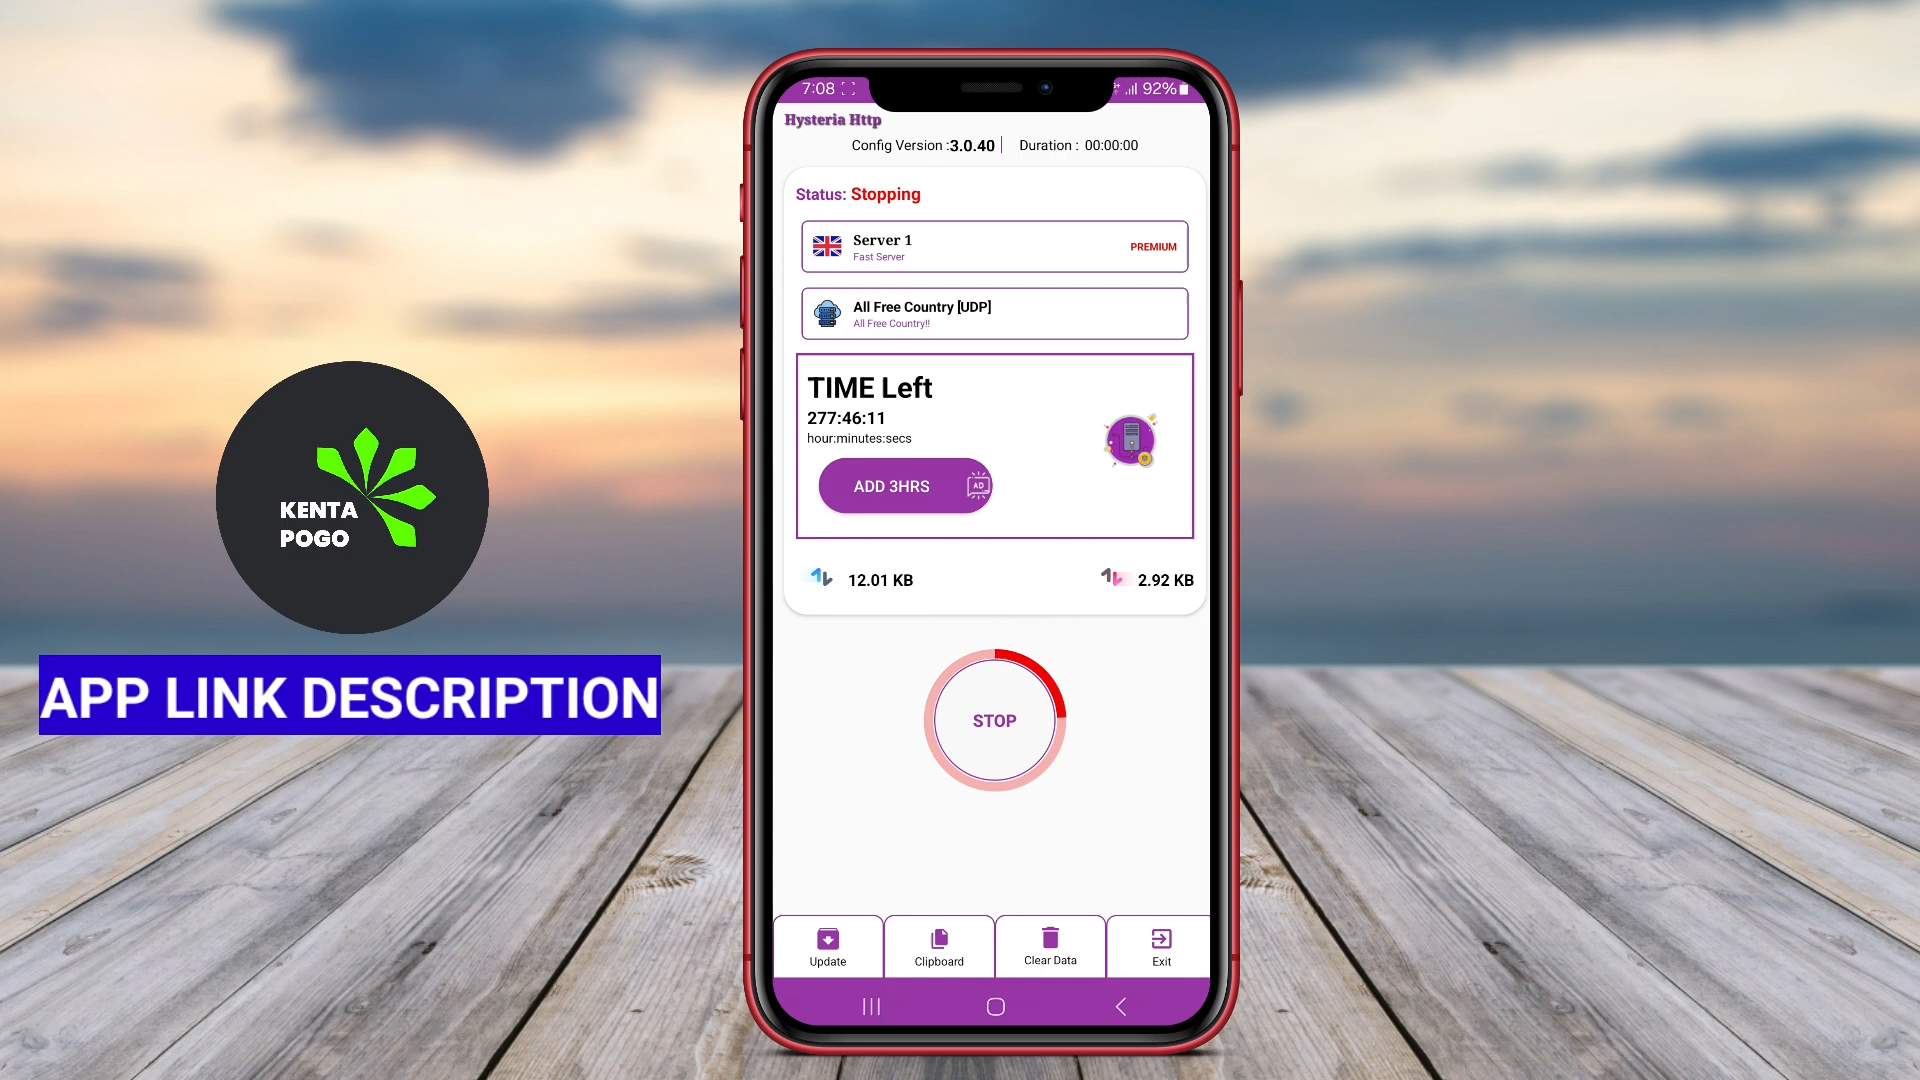 7:08
92%
Hysteria Http
Config Version :3.0.40
Duration : 00:00:00
Status: Stopping
Server 1
Fast Server
PREMIUM
All Free Country [UDP]
All Free Country!!
TIME Left
277:46:11
hour:minutes:secs
ADD 3HRS
AD
12.01 KB
2.92 KB
STOP
Update
Clipboard
Clear Data
Exit
KENTA
POGO
APP LINK DESCRIPTION